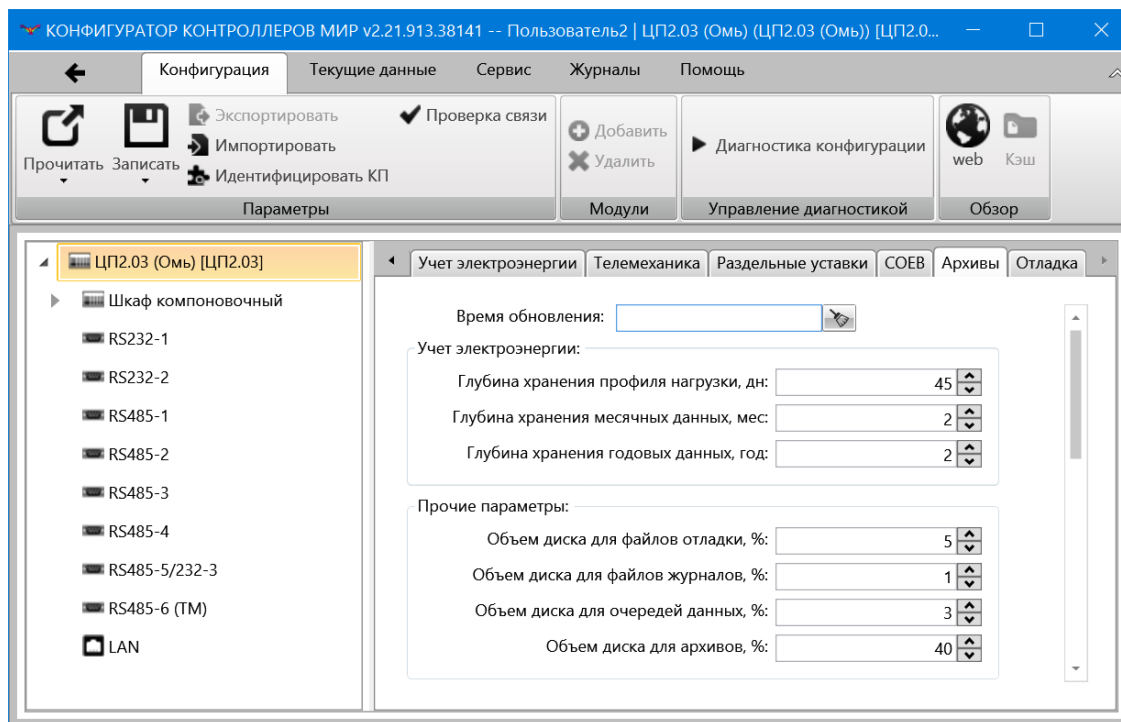 КОНФИГУРАТОР КОНТРОЛЛЕРОВ МИР v2.21.913.38141 -- Пользователь2 | ЦП2.03 (Омь) (ЦП2.03 (Омь)) [ЦП2.0...
Конфигурация Текущие данные Сервис Журналы Помощь
Прочитать
Записать
Экспортировать
Импортировать
Идентифицировать КП
Проверка связи
Параметры
Добавить
Удалить
Модули
Диагностика конфигурации
Управление диагностикой
web
Кэш
Обзор
ЦП2.03 (Омь) [ЦП2.03]
Шкаф компоновочный
RS232-1
RS232-2
RS485-1
RS485-2
RS485-3
RS485-4
RS485-5/232-3
RS485-6 (ТМ)
LAN
Учет электроэнергии Телемеханика Раздельные уставки СОЕВ Архивы Отладка
Время обновления:
Учет электроэнергии:
Глубина хранения профиля нагрузки, дн: 45
Глубина хранения месячных данных, мес: 2
Глубина хранения годовых данных, год: 2
Прочие параметры:
Объем диска для файлов отладки, %: 5
Объем диска для файлов журналов, %: 1
Объем диска для очередей данных, %: 3
Объем диска для архивов, %: 40